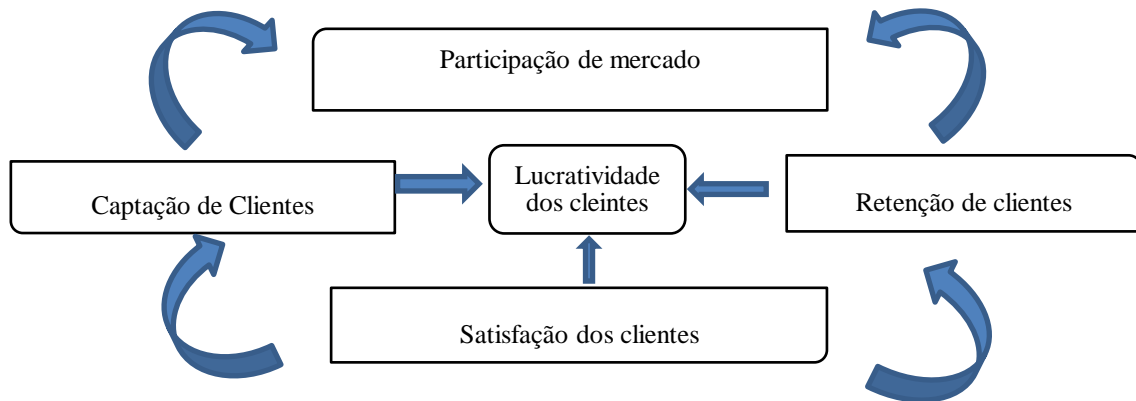 Participação de mercado
Captação de Clientes
Lucratividade
dos cleintes
Retenção de clientes
Satisfação dos clientes